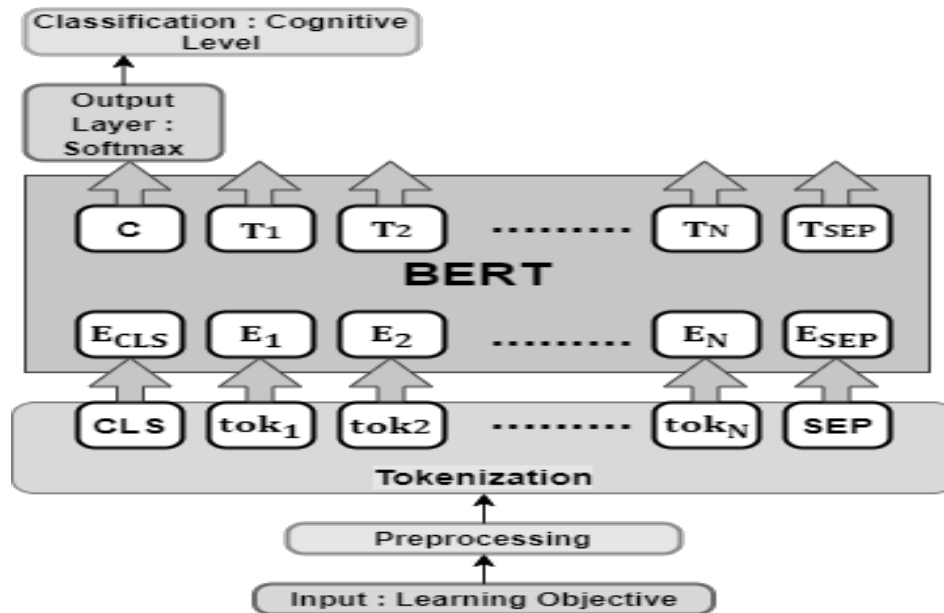 Classification : Cognitive
Level
Output
Layer :
Softmax
C T1 T2 ......... TN TSEP
BERT
ECLS E1 E2 ......... EN ESEP
CLS tok1 tok2 ......... tokN SEP
Tokenization
Preprocessing
Input : Learning Objective